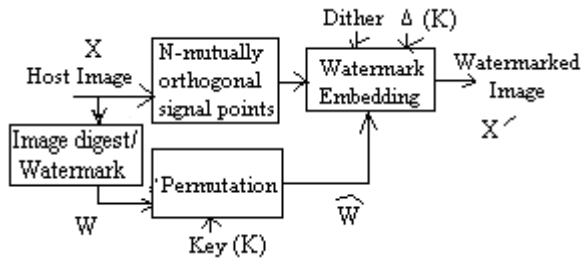 Dither Δ (K)
X
Host Image
N-mutually
orthogonal
signal points
Watermark
Embedding
Watermarked
Image
X′
Image digest/
Watermark
Permutation
W
Ŵ
Key (K)